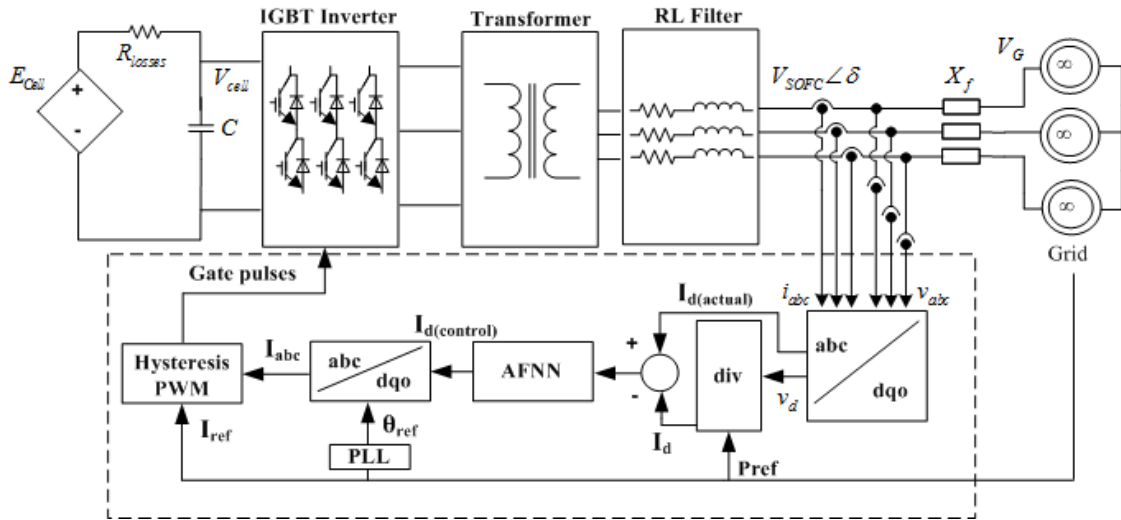 IGBT Inverter
Transformer
RL Filter
R_losses
E_Cell
+
-
V_cell
C
V_SOFC∠δ
X_f
V_G
∞
∞
∞
Grid
Gate pulses
i_abc
v_abc
I_d(actual)
I_d(control)
I_abc
Hysteresis
PWM
abc
dqo
AFNN
+
-
div
abc
dqo
v_d
I_ref
θ_ref
I_d
PLL
Pref